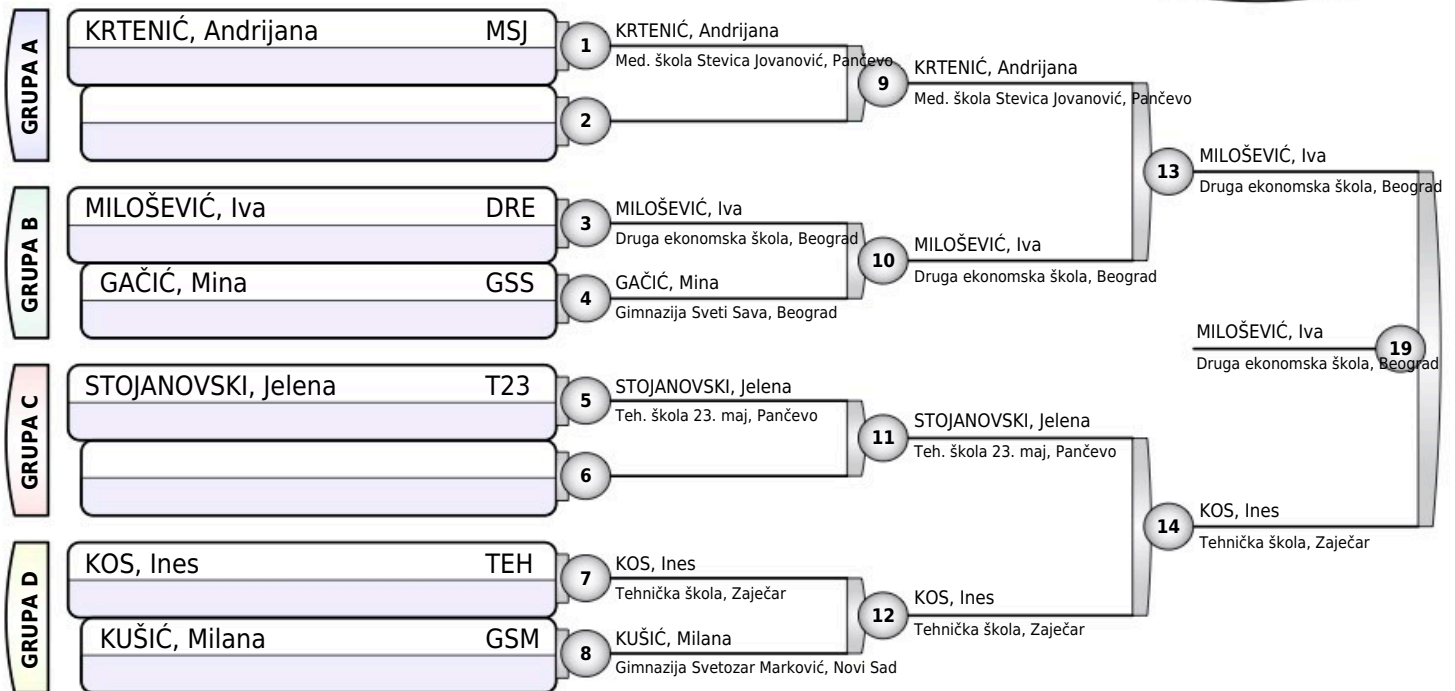 GRUPA A
KRTENIĆ, Andrijana MSJ
1
2
KRTENIĆ, Andrijana
Med. škola Stevica Jovanović, Pančevo
9
KRTENIĆ, Andrijana
Med. škola Stevica Jovanović, Pančevo
13
MILOŠEVIĆ, Iva
Druga ekonomska škola, Beograd
GRUPA B
MILOŠEVIĆ, Iva DRE
GAČIĆ, Mina GSS
3
4
MILOŠEVIĆ, Iva
Druga ekonomska škola, Beograd
GAČIĆ, Mina
Gimnazija Sveti Sava, Beograd
10
MILOŠEVIĆ, Iva
Druga ekonomska škola, Beograd
MILOŠEVIĆ, Iva
Druga ekonomska škola, Beograd
19
GRUPA C
STOJANOVSKI, Jelena T23
5
6
STOJANOVSKI, Jelena
Teh. škola 23. maj, Pančevo
11
STOJANOVSKI, Jelena
Teh. škola 23. maj, Pančevo
14
KOS, Ines
Tehnička škola, Zaječar
GRUPA D
KOS, Ines TEH
KUŠIĆ, Milana GSM
7
8
KOS, Ines
Tehnička škola, Zaječar
KUŠIĆ, Milana
Gimnazija Svetozar Marković, Novi Sad
12
KOS, Ines
Tehnička škola, Zaječar